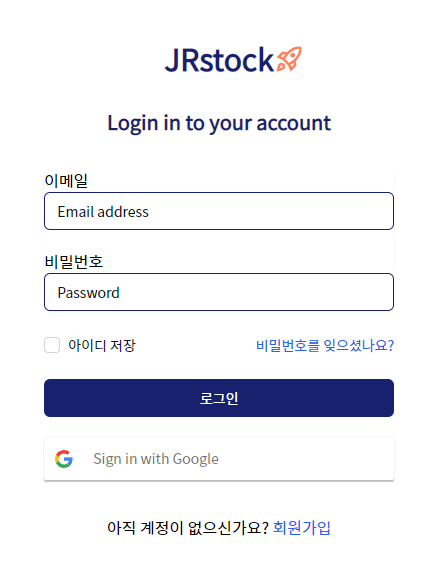 JRstock
Login in to your account
이메일
Email address
비밀번호
Password
아이디 저장
비밀번호를 잊으셨나요?
로그인
Sign in with Google
아직 계정이 없으신가요? 회원가입